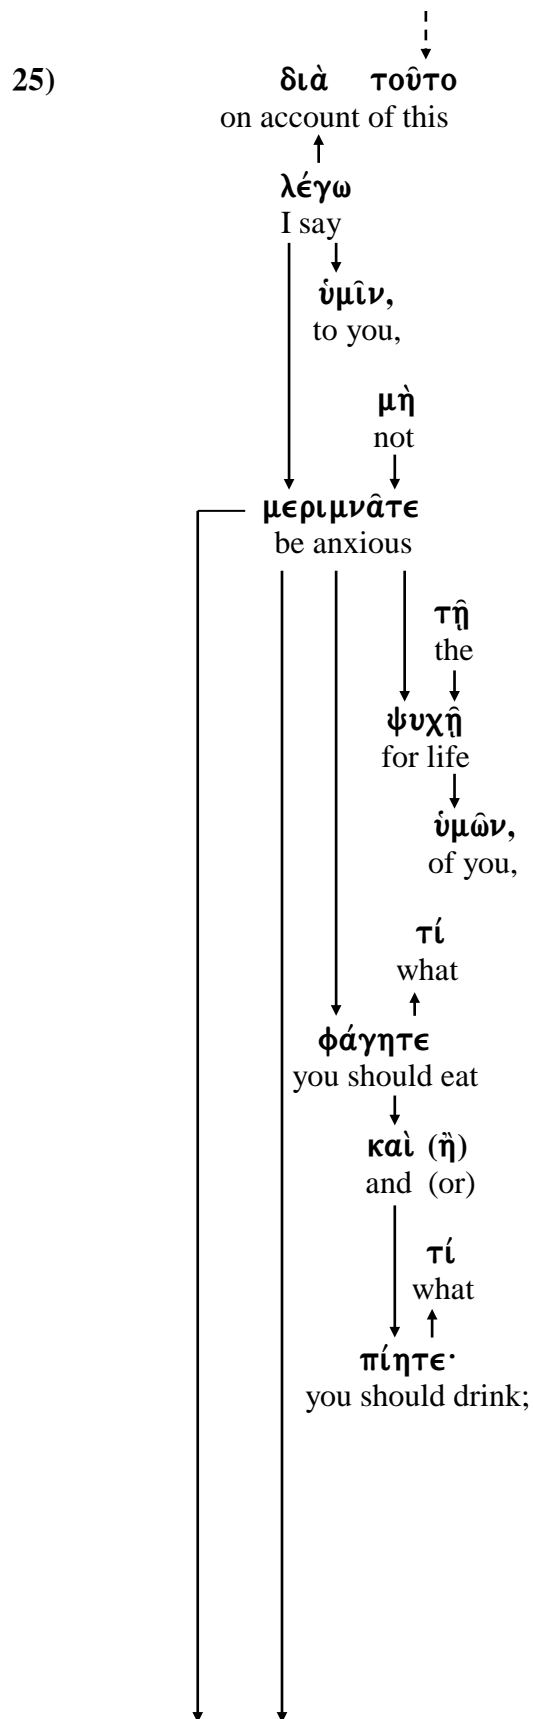 25) διὰ τοῦτο
on account of this
λέγω
I say
ὑμῖν,
to you,
μὴ
not
μεριμνᾶτε
be anxious
τῇ
the
ψυχῇ
for life
ὑμῶν,
of you,
τί
what
φάγητε
you should eat
καὶ (ἢ)
and (or)
τί
what
πίητε·
you should drink;